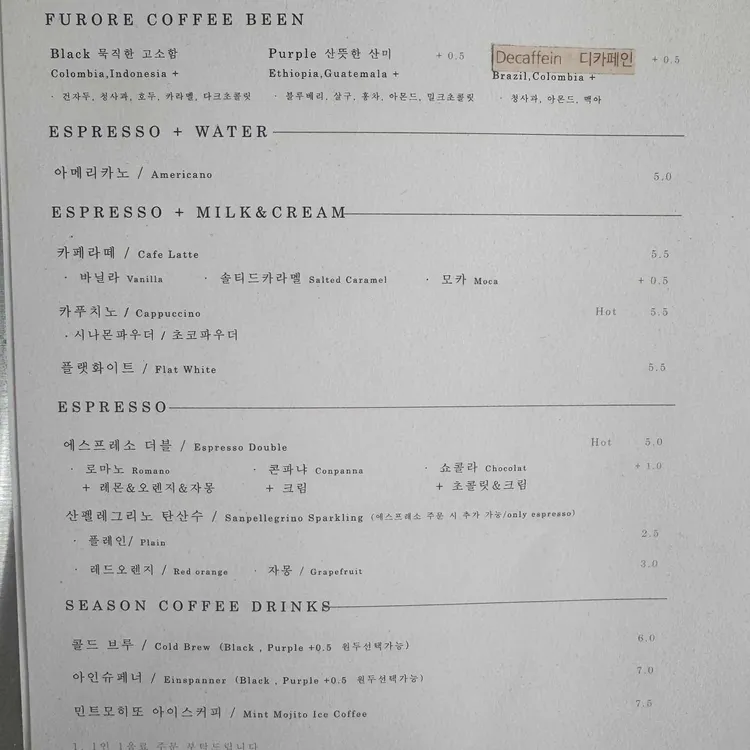 FURORE COFFEE BEEN
Black 묵직한 고소함 Purple 산뜻한 산미 + 0.5 Decaffein 디카페인 + 0.5
Colombia,Indonesia + Ethiopia,Guatemala + Brazil,Colombia +
· 건자두, 청사과, 호두, 카라멜, 다크초콜릿 · 블루베리, 살구, 홍차, 아몬드, 밀크초콜릿 · 청사과, 아몬드, 맥아
ESPRESSO + WATER
아메리카노 / Americano 5.0
ESPRESSO + MILK&CREAM
카페라떼 / Cafe Latte 5.5
· 바닐라 Vanilla · 솔티드카라멜 Salted Caramel · 모카 Moca + 0.5
카푸치노 / Cappuccino Hot 5.5
· 시나몬파우더 / 초코파우더
플랫화이트 / Flat White 5.5
ESPRESSO
에스프레소 더블 / Espresso Double Hot 5.0
· 로마노 Romano · 콘파냐 Conpanna · 쇼콜라 Chocolat + 1.0
+ 레몬&오렌지&자몽 + 크림 + 초콜릿&크림
산펠레그리노 탄산수 / Sanpellegrino Sparkling (에스프레소 주문 시 추가 가능/only espresso)
· 플레인/ Plain 2.5
· 레드오렌지 / Red orange · 자몽 / Grapefruit 3.0
SEASON COFFEE DRINKS
콜드 브루 / Cold Brew (Black , Purple +0.5 원두선택가능) 6.0
아인슈페너 / Einspanner (Black , Purple +0.5 원두선택가능) 7.0
민트모히또 아이스커피 / Mint Mojito Ice Coffee 7.5
1. 1인 1음료 주문 부탁드립니다